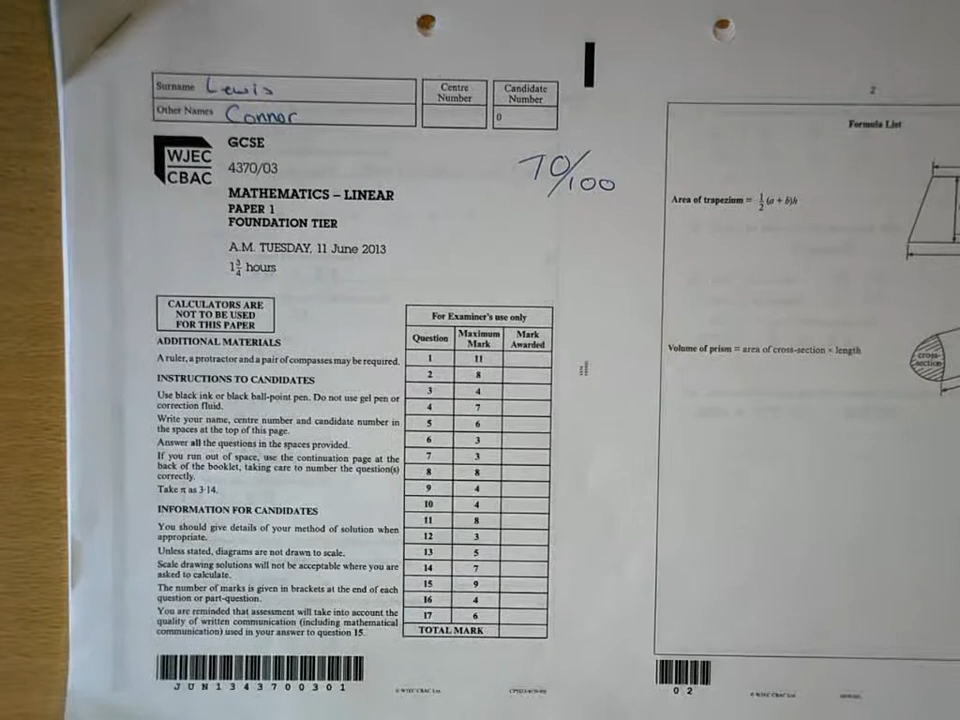 Surname Lewis
Other Names Connor
Centre Number
Candidate Number
0
WJEC
CBAC
GCSE
4370/03
MATHEMATICS – LINEAR
PAPER 1
FOUNDATION TIER
A.M. TUESDAY, 11 June 2013
1¾ hours
70/100
CALCULATORS ARE
NOT TO BE USED
FOR THIS PAPER
ADDITIONAL MATERIALS
A ruler, a protractor and a pair of compasses may be required.
INSTRUCTIONS TO CANDIDATES
Use black ink or black ball-point pen. Do not use gel pen or
correction fluid.
Write your name, centre number and candidate number in
the spaces at the top of this page.
Answer all the questions in the spaces provided.
If you run out of space, use the continuation page at the
back of the booklet, taking care to number the question(s)
correctly.
Take π as 3·14.
INFORMATION FOR CANDIDATES
You should give details of your method of solution when
appropriate.
Unless stated, diagrams are not drawn to scale.
Scale drawing solutions will not be acceptable where you are
asked to calculate.
The number of marks is given in brackets at the end of each
question or part-question.
You are reminded that assessment will take into account the
quality of written communication (including mathematical
communication) used in your answer to question 15.
For Examiner's use only
Question Maximum Mark Mark Awarded
1 11
2 8
3 4
4 7
5 6
6 3
7 3
8 8
9 4
10 4
11 8
12 3
13 5
14 7
15 9
16 4
17 6
TOTAL MARK
JUN1343700301
© WJEC CBAC Ltd.
2
Formula List
Area of trapezium = ½ (a + b)h
Volume of prism = area of cross-section × length
cross-
section
02
© WJEC CBAC Ltd.